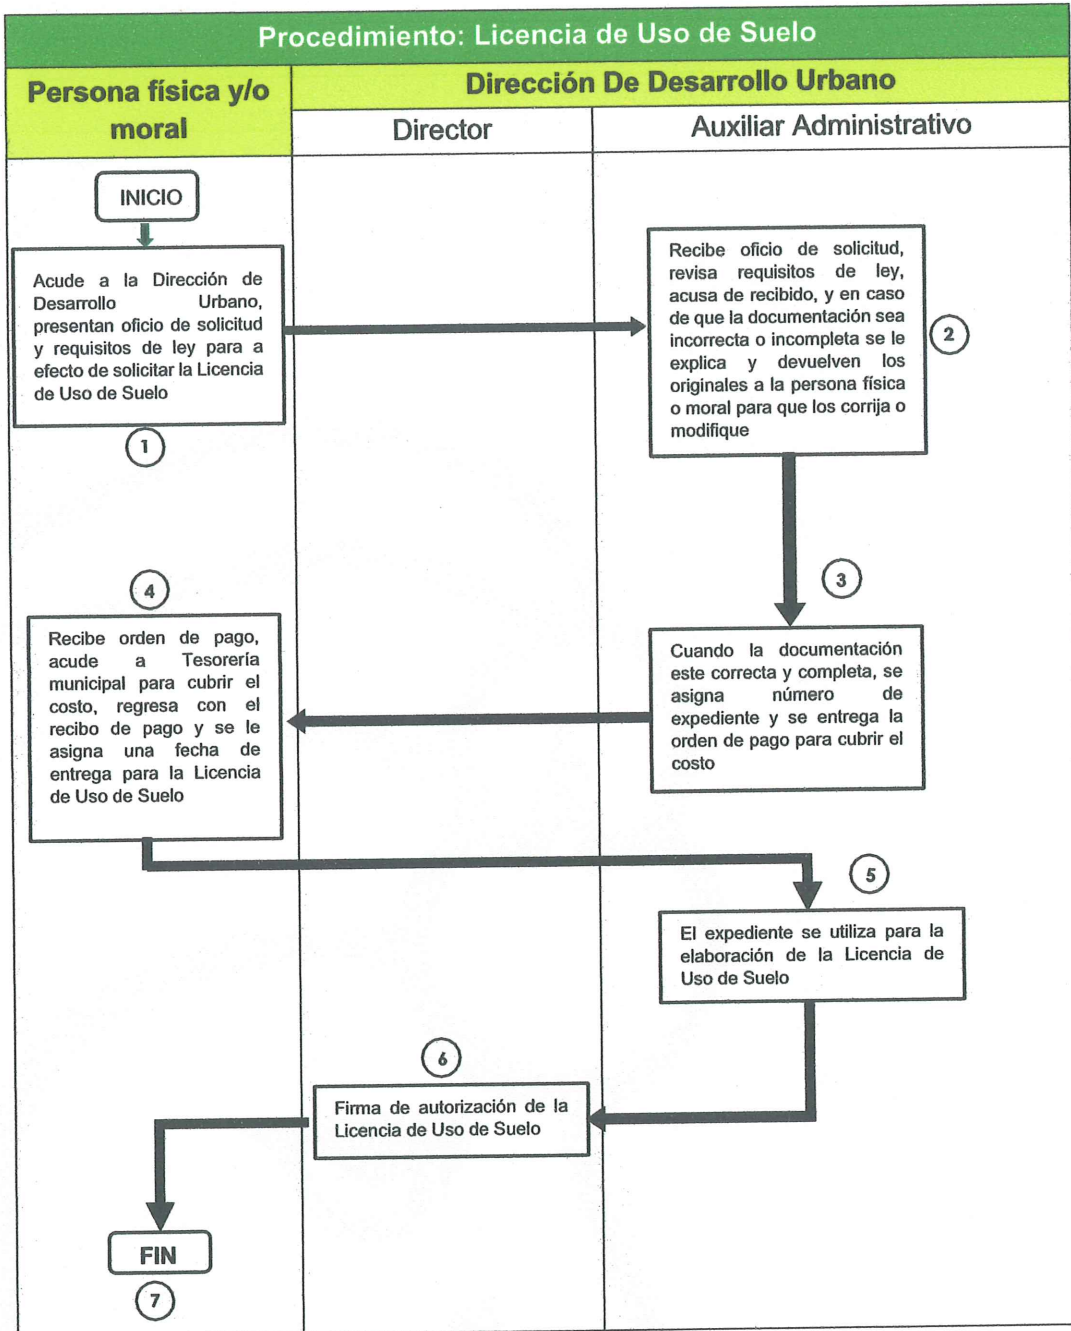 Procedimiento: Licencia de Uso de Suelo
Persona física y/o
moral
Dirección De Desarrollo Urbano
Director
Auxiliar Administrativo
INICIO
Acude a la Dirección de
Desarrollo Urbano,
presentan oficio de solicitud
y requisitos de ley para a
efecto de solicitar la Licencia
de Uso de Suelo
1
Recibe oficio de solicitud,
revisa requisitos de ley,
acusa de recibido, y en caso
de que la documentación sea
incorrecta o incompleta se le
explica y devuelven los
originales a la persona física
o moral para que los corrija o
modifique
2
3
Cuando la documentación
este correcta y completa, se
asigna número de
expediente y se entrega la
orden de pago para cubrir el
costo
4
Recibe orden de pago,
acude a Tesorería
municipal para cubrir el
costo, regresa con el
recibo de pago y se le
asigna una fecha de
entrega para la Licencia
de Uso de Suelo
5
El expediente se utiliza para la
elaboración de la Licencia de
Uso de Suelo
6
Firma de autorización de la
Licencia de Uso de Suelo
FIN
7